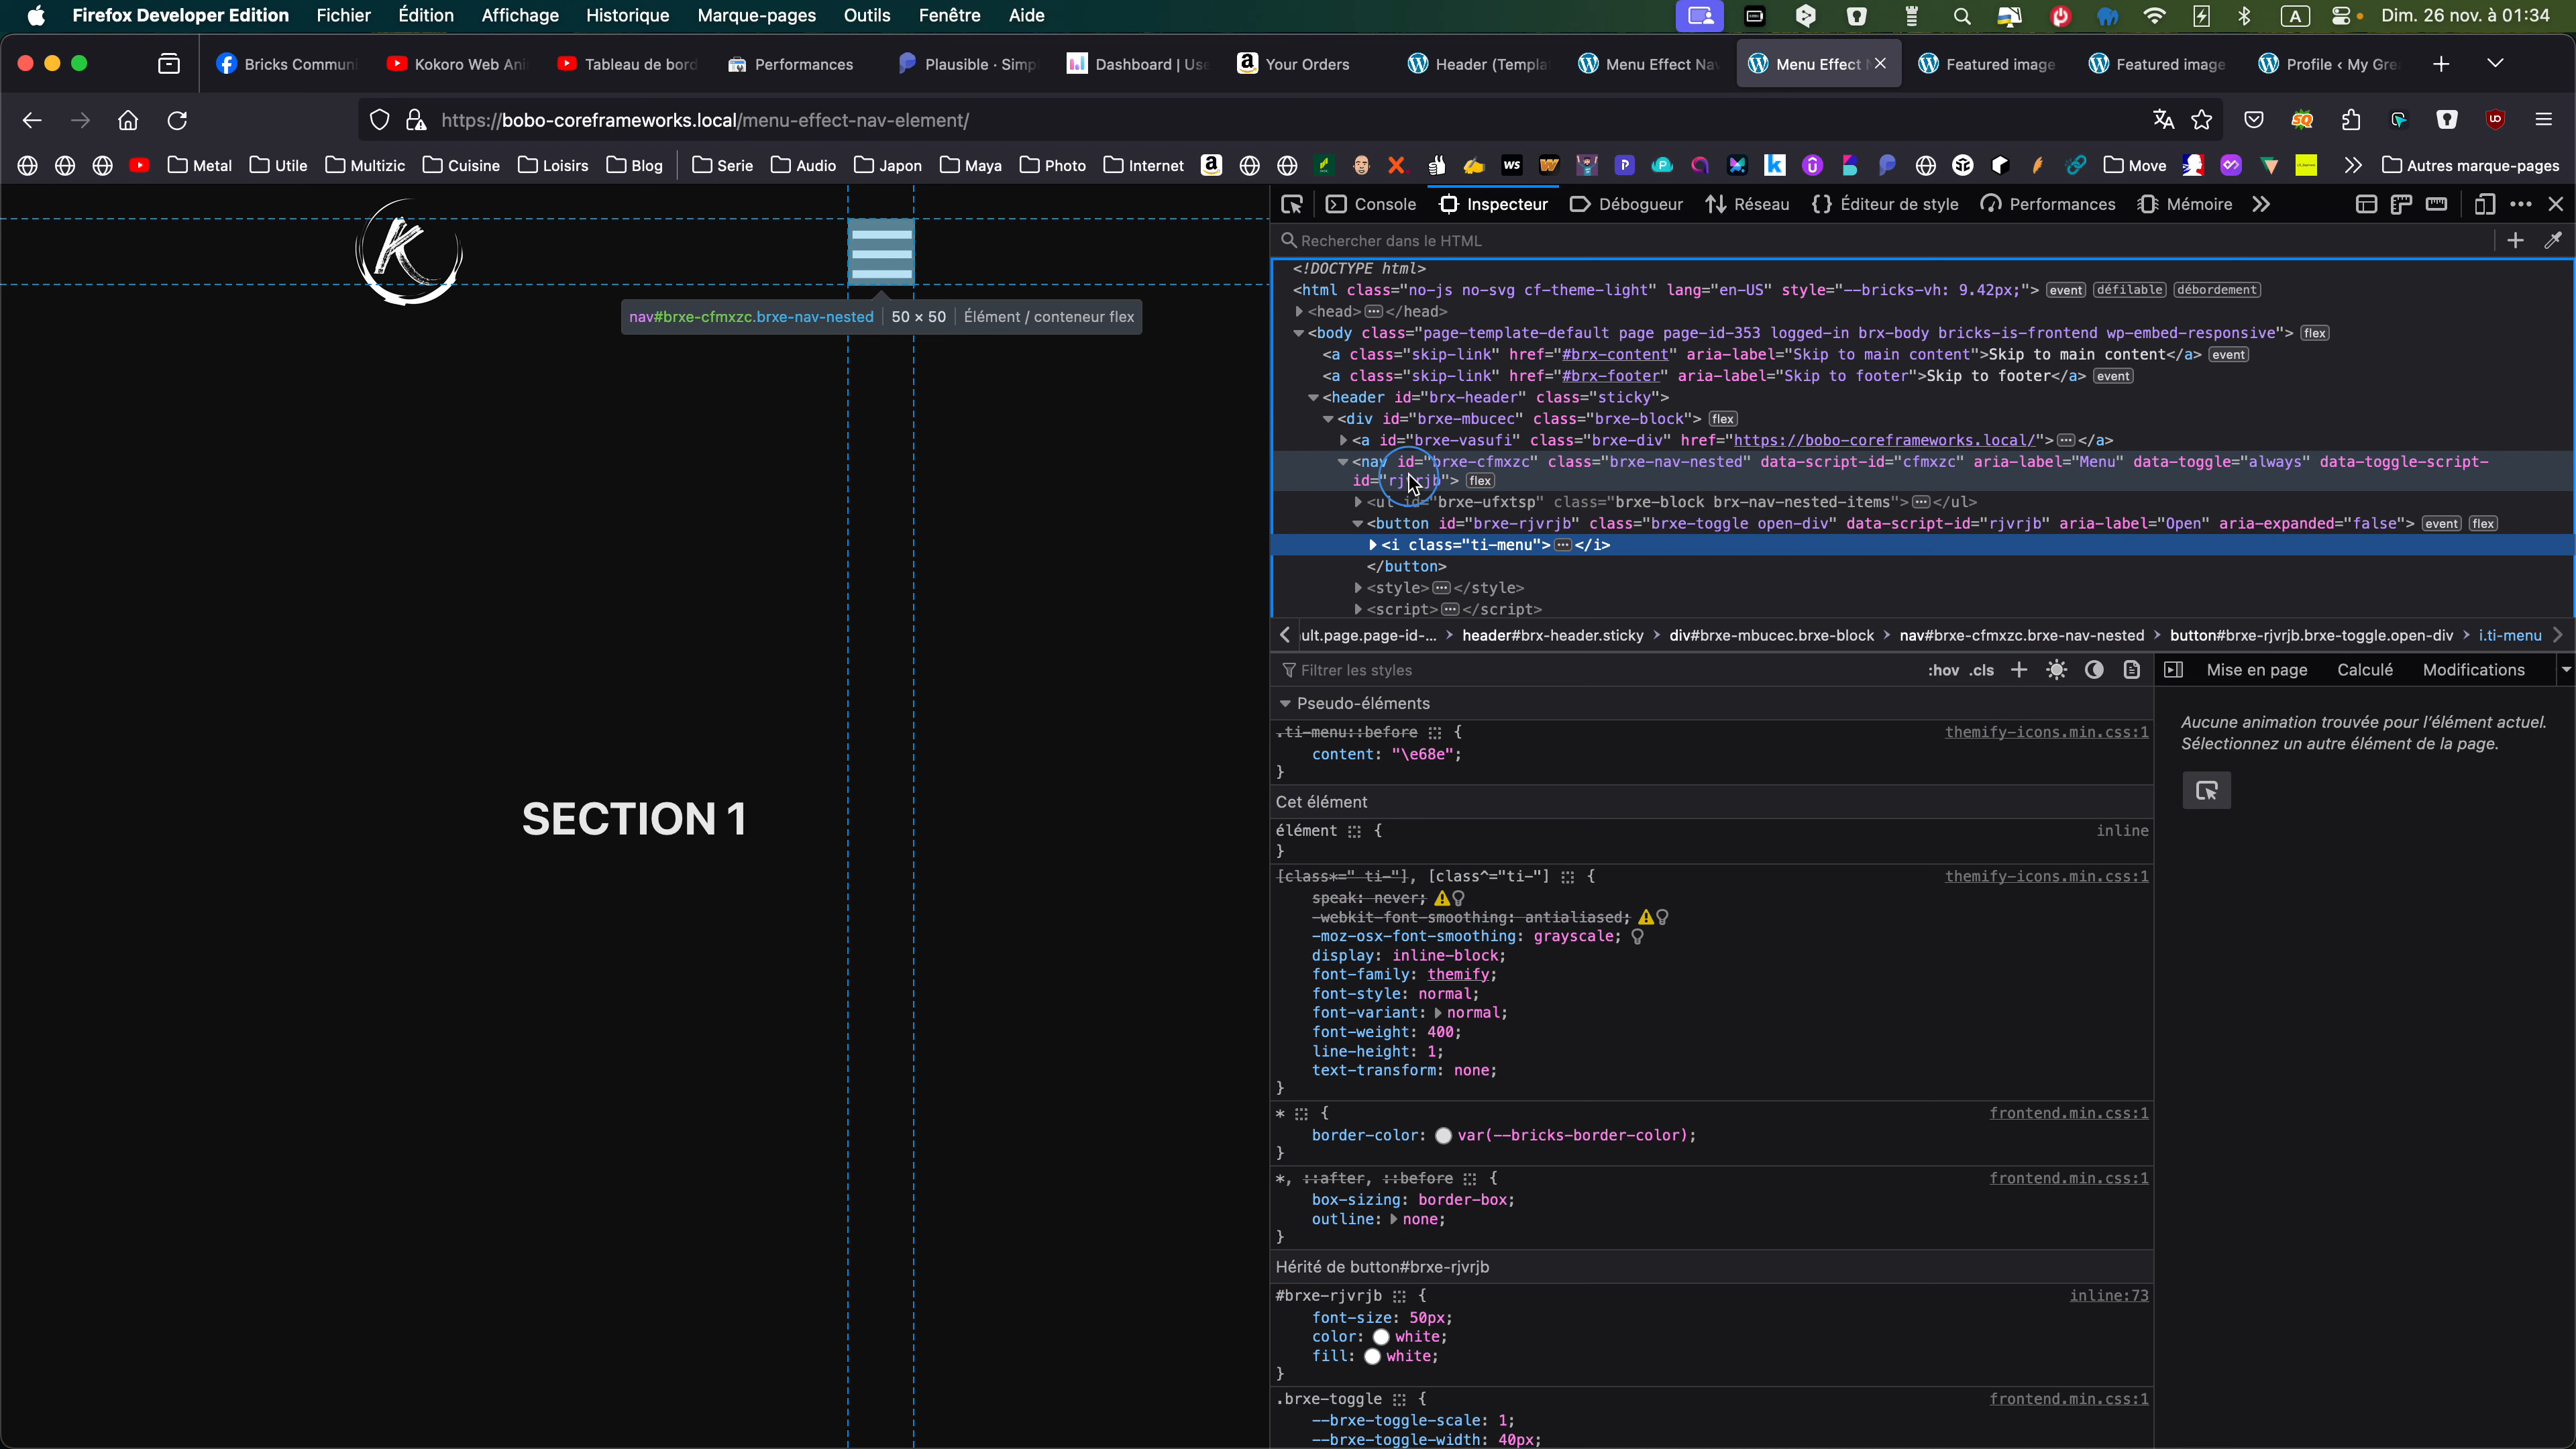 Firefox Developer Edition Fichier Édition Affichage Historique Marque-pages Outils Fenêtre Aide A Dim. 26 nov. à 01:34
Bricks Commun Kokoro Web Ani Tableau de bord Performances Plausible · Simpl Dashboard | Use Your Orders Header (Templa Menu Effect Na Menu Effect N Featured image Featured image Profile ‹ My Gre
https://bobo-coreframeworks.local/menu-effect-nav-element/
Metal Utile Multizic Cuisine Loisirs Blog Serie Audio Japon Maya Photo Internet Move Autres marque-pages
K
nav#brxe-cfmxzc.brxe-nav-nested 50 × 50 Élément / conteneur flex
SECTION 1
Console Inspecteur Débogueur Réseau Éditeur de style Performances Mémoire
Rechercher dans le HTML
<!DOCTYPE html>
<html class="no-js no-svg cf-theme-light" lang="en-US" style="--bricks-vh: 9.42px;"> event défilable débordement
<head> ••• </head>
<body class="page-template-default page page-id-353 logged-in brx-body bricks-is-frontend wp-embed-responsive"> flex
<a class="skip-link" href="#brx-content" aria-label="Skip to main content">Skip to main content</a> event
<a class="skip-link" href="#brx-footer" aria-label="Skip to footer">Skip to footer</a> event
<header id="brx-header" class="sticky">
<div id="brxe-mbucec" class="brxe-block"> flex
<a id="brxe-vasufi" class="brxe-div" href="https://bobo-coreframeworks.local/"> ••• </a>
<nav id="brxe-cfmxzc" class="brxe-nav-nested" data-script-id="cfmxzc" aria-label="Menu" data-toggle="always" data-toggle-script-
id="rjvrjb"> flex
<ul id="brxe-ufxtsp" class="brxe-block brx-nav-nested-items"> ••• </ul>
<button id="brxe-rjvrjb" class="brxe-toggle open-div" data-script-id="rjvrjb" aria-label="Open" aria-expanded="false"> event flex
<i class="ti-menu"> ••• </i>
</button>
<style> ••• </style>
<script> ••• </script>
ult.page.page-id-... header#brx-header.sticky div#brxe-mbucec.brxe-block nav#brxe-cfmxzc.brxe-nav-nested button#brxe-rjvrjb.brxe-toggle.open-div i.ti-menu
Filtrer les styles :hov .cls
Pseudo-éléments
.ti-menu::before { themify-icons.min.css:1
content: "\e68e";
}
Cet élément
élément { inline
}
[class*=" ti-"], [class^="ti-"] { themify-icons.min.css:1
speak: never;
-webkit-font-smoothing: antialiased;
-moz-osx-font-smoothing: grayscale;
display: inline-block;
font-family: themify;
font-style: normal;
font-variant: normal;
font-weight: 400;
line-height: 1;
text-transform: none;
}
* { frontend.min.css:1
border-color: var(--bricks-border-color);
}
*, ::after, ::before { frontend.min.css:1
box-sizing: border-box;
outline: none;
}
Hérité de button#brxe-rjvrjb
#brxe-rjvrjb { inline:73
font-size: 50px;
color: white;
fill: white;
}
.brxe-toggle { frontend.min.css:1
--brxe-toggle-scale: 1;
--brxe-toggle-width: 40px;
Mise en page Calculé Modifications
Aucune animation trouvée pour l'élément actuel.
Sélectionnez un autre élément de la page.